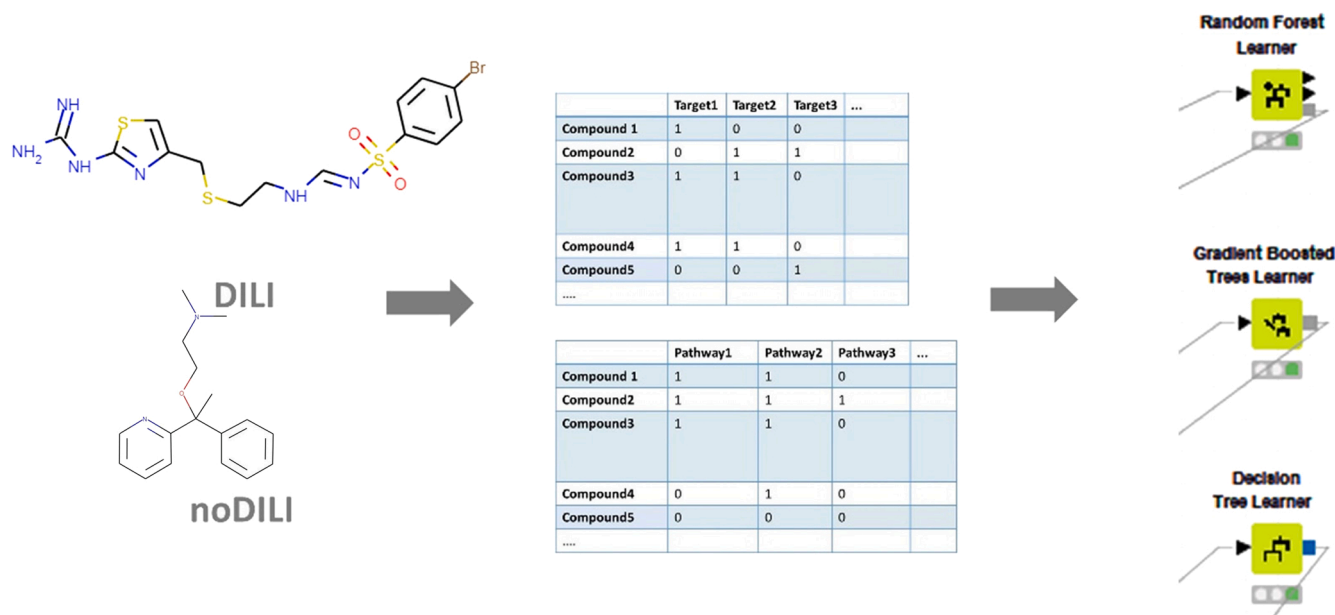 Br
NH
NH₂
NH
S
N
S
NH
N
O
S
O
DILI
N
O
N
noDILI
Target1 Target2 Target3 ...
Compound 1 1 0 0
Compound2 0 1 1
Compound3 1 1 0
Compound4 1 1 0
Compound5 0 0 1
....
Pathway1 Pathway2 Pathway3 ...
Compound 1 1 1 0
Compound2 1 1 1
Compound3 1 1 0
Compound4 0 1 0
Compound5 0 0 0
....
Random Forest
Learner
Gradient Boosted
Trees Learner
Decision
Tree Learner